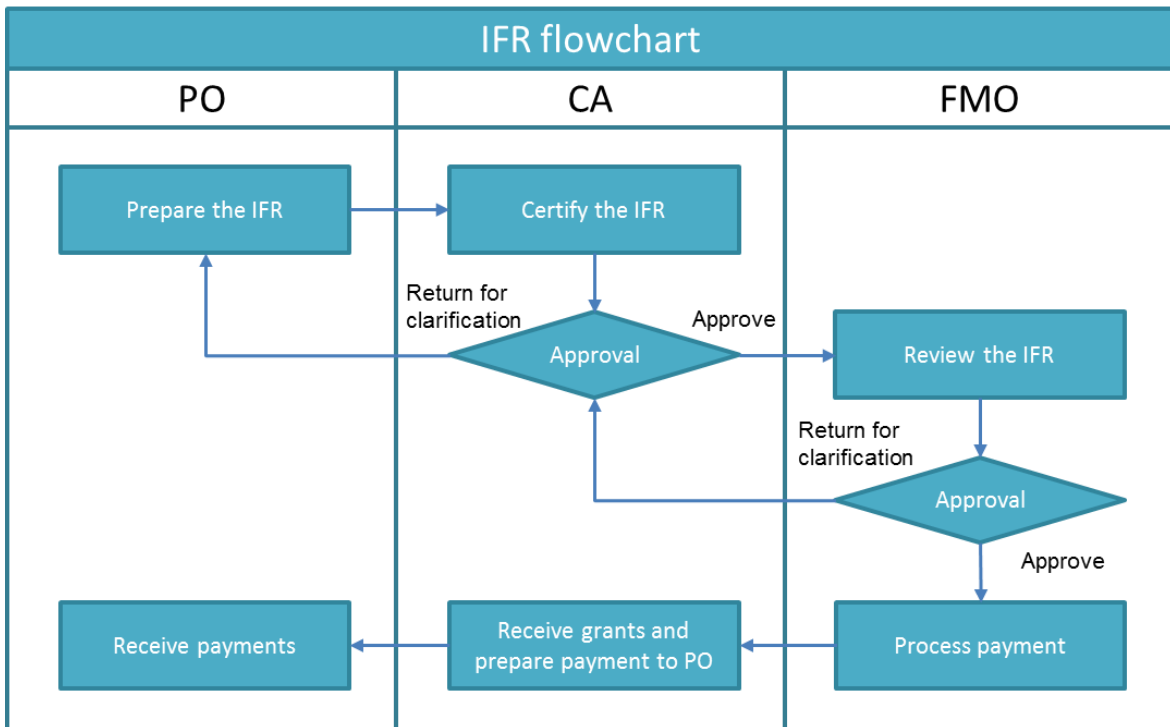 IFR flowchart
PO
CA
FMO
Prepare the IFR
Certify the IFR
Return for
clarification
Approve
Approval
Review the IFR
Return for
clarification
Approval
Approve
Receive payments
Receive grants and
prepare payment to PO
Process payment